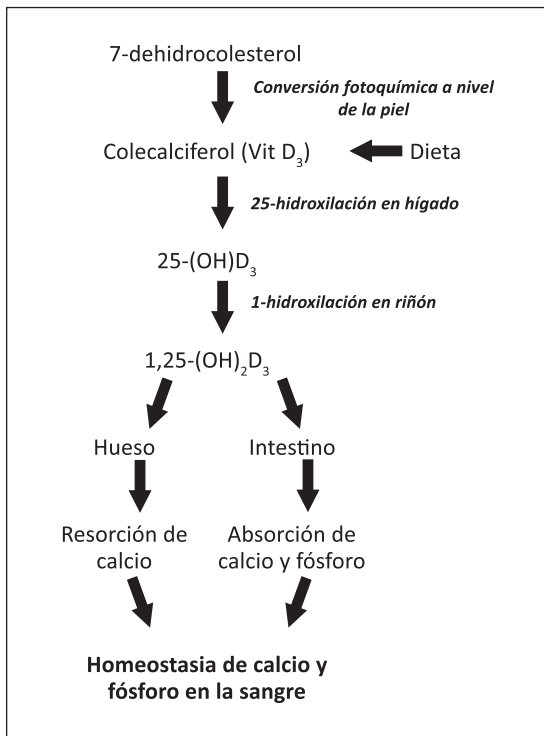 7-dehidrocolesterol
Conversión fotoquímica a nivel
de la piel
Colecalciferol (Vit D₃)
Dieta
25-hidroxilación en hígado
25-(OH)D₃
1-hidroxilación en riñón
1,25-(OH)₂D₃
Hueso
Intestino
Resorción de
calcio
Absorción de
calcio y fósforo
Homeostasia de calcio y
fósforo en la sangre